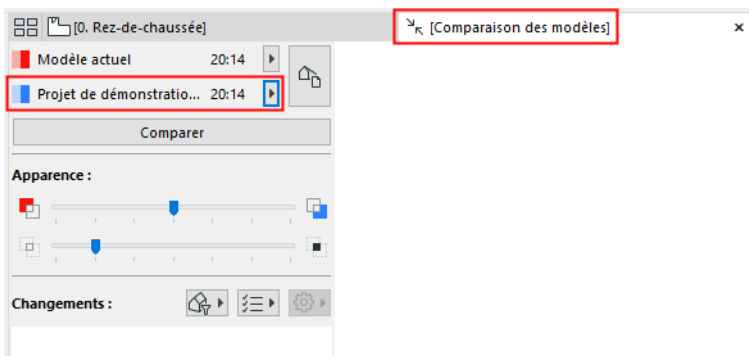 [0. Rez-de-chaussée]
[Comparaison des modèles]
Modèle actuel 20:14
Projet de démonstratio... 20:14
Comparer
Apparence :
Changements :